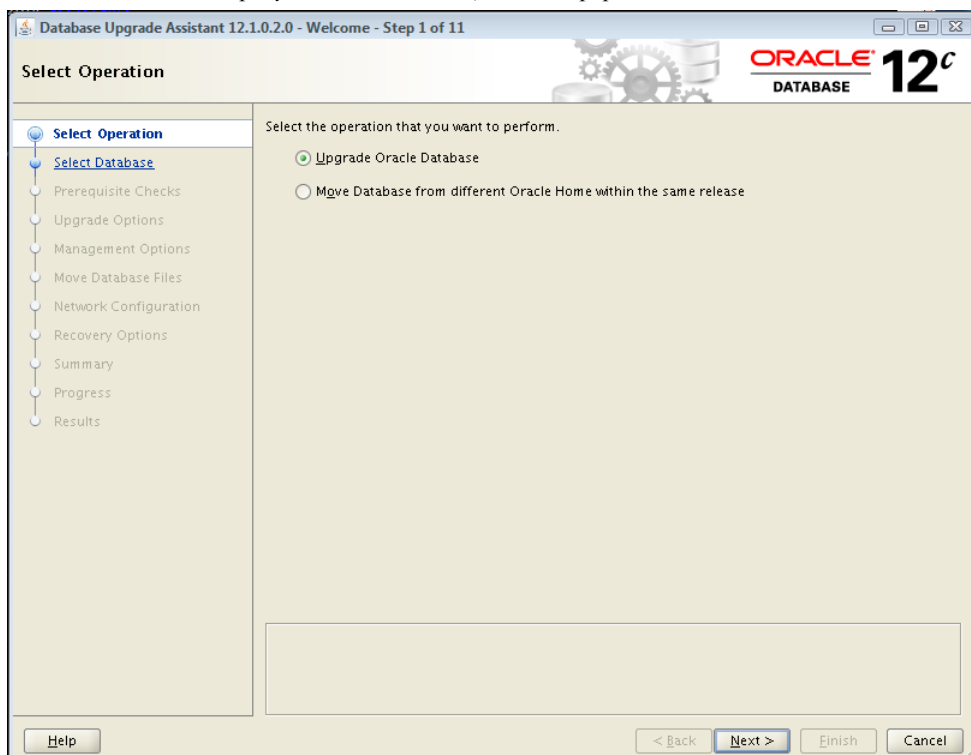 Database Upgrade Assistant 12.1.0.2.0 - Welcome - Step 1 of 11
Select Operation
ORACLE
DATABASE
12c
Select Operation
Select Database
Prerequisite Checks
Upgrade Options
Management Options
Move Database Files
Network Configuration
Recovery Options
Summary
Progress
Results
Select the operation that you want to perform.
Upgrade Oracle Database
Move Database from different Oracle Home within the same release
Help
< Back
Next >
Finish
Cancel